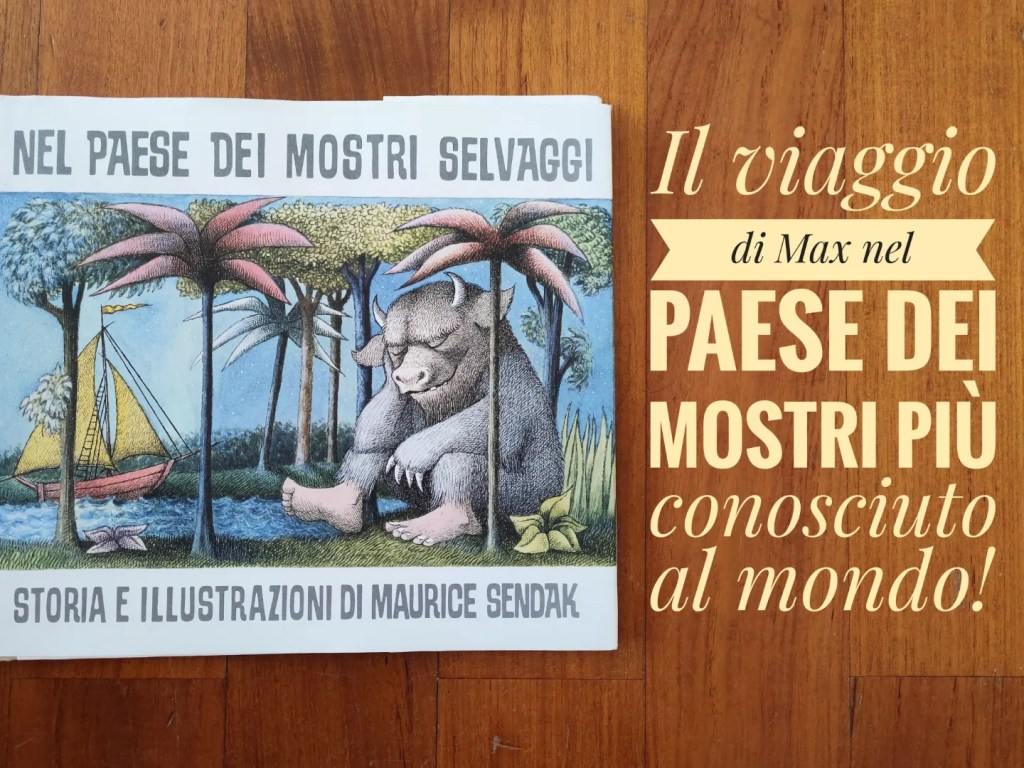 NEL PAESE DEI MOSTRI SELVAGGI
STORIA E ILLUSTRAZIONI DI MAURICE SENDAK
Il viaggio
di Max nel
PAESE DEI
MOSTRI PIÙ
conosciuto
al mondo!